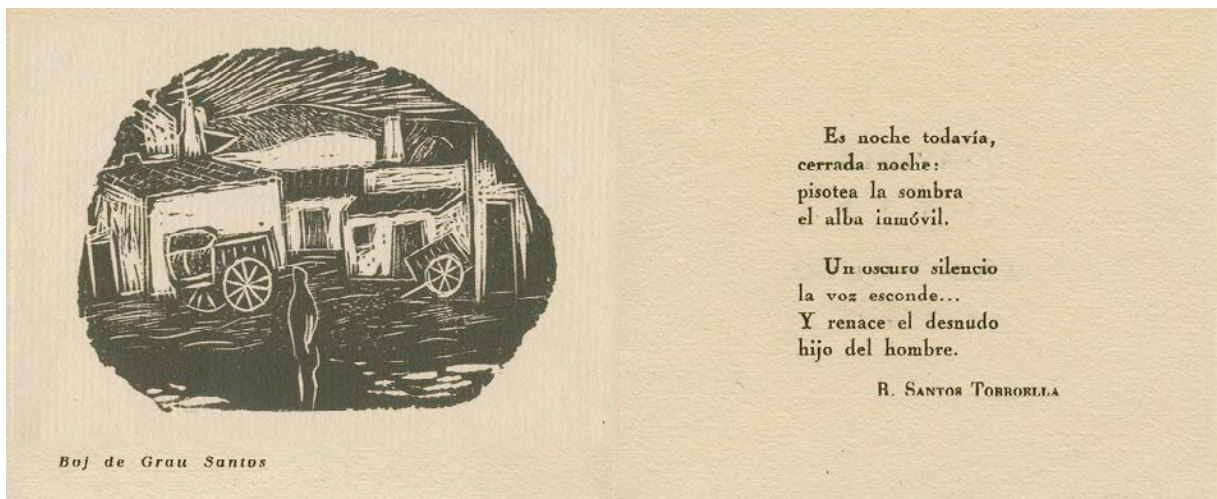 Boj de Grau Santos
Es noche todavía,
cerrada noche:
pisotea la sombra
el alba inmóvil.
Un oscuro silencio
la voz esconde...
Y renace el desnudo
hijo del hombre.
R. Santos Torroella